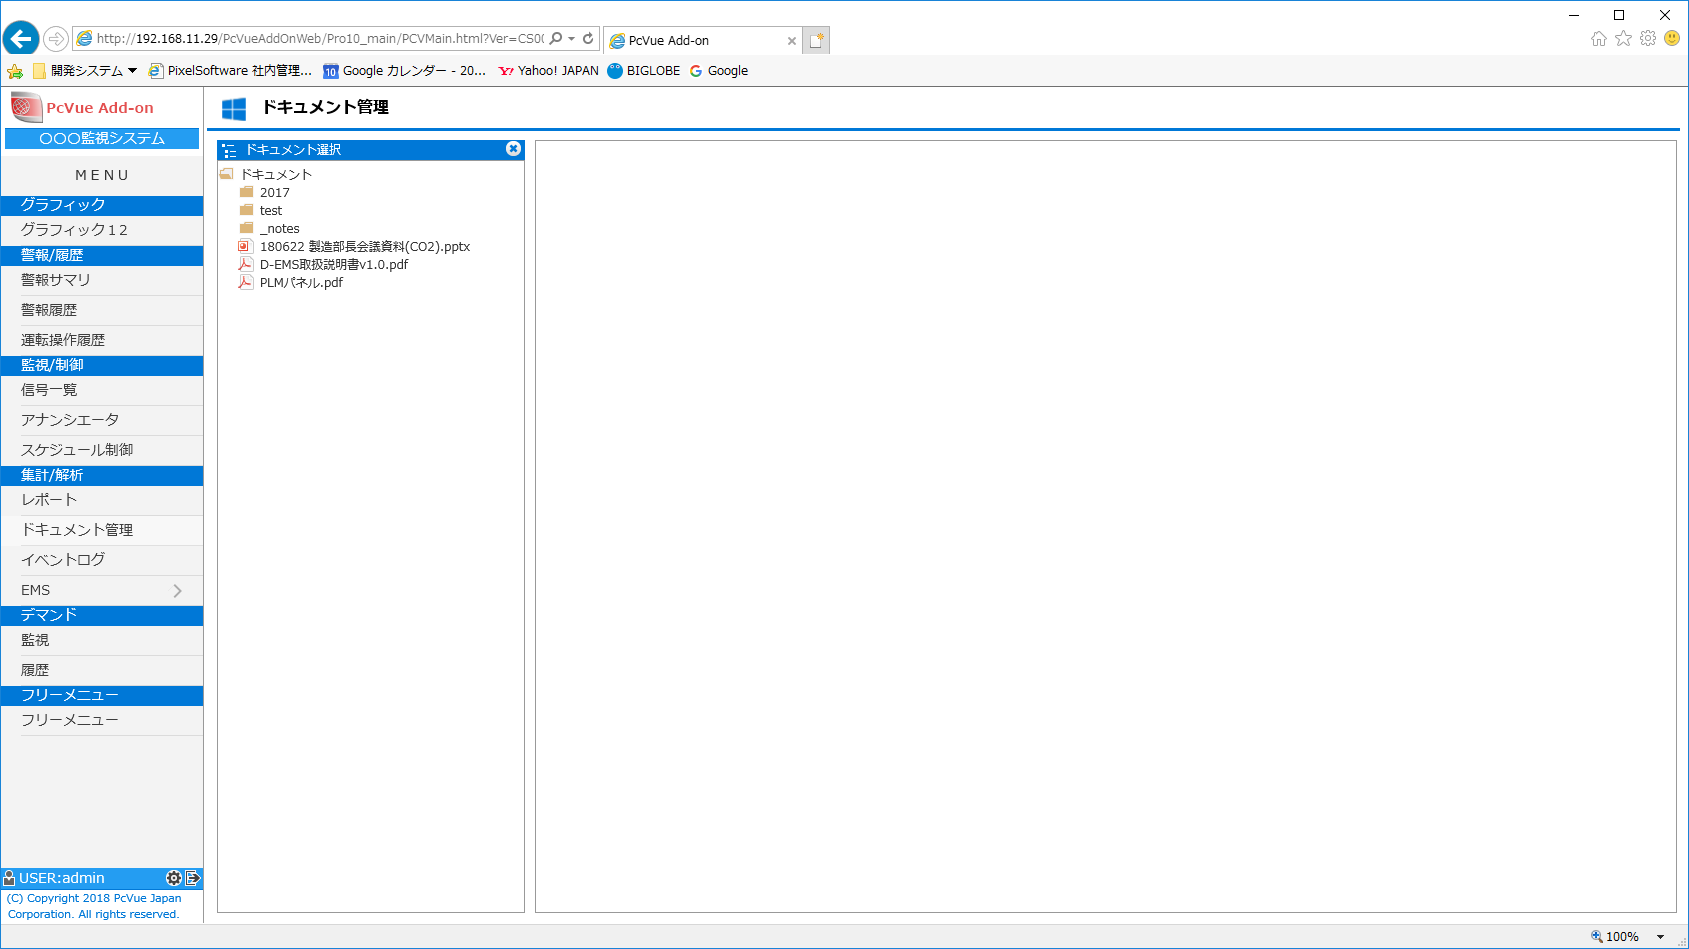 http://192.168.11.29/PcVueAddOnWeb/Pro10_main/PCVMain.html?Ver=CS00
PcVue Add-on
開発システム
PixelSoftware 社内管理...
10 Google カレンダー - 20...
Y! Yahoo! JAPAN
BIGLOBE
G Google
PcVue Add-on
〇〇〇監視システム
MENU
グラフィック
グラフィック１２
警報/履歴
警報サマリ
警報履歴
運転操作履歴
監視/制御
信号一覧
アナンシエータ
スケジュール制御
集計/解析
レポート
ドキュメント管理
イベントログ
EMS
デマンド
監視
履歴
フリーメニュー
フリーメニュー
USER:admin
(C) Copyright 2018 PcVue Japan
Corporation. All rights reserved.
ドキュメント管理
ドキュメント選択
ドキュメント
2017
test
_notes
180622 製造部長会議資料(CO2).pptx
D-EMS取扱説明書v1.0.pdf
PLMパネル.pdf
100%